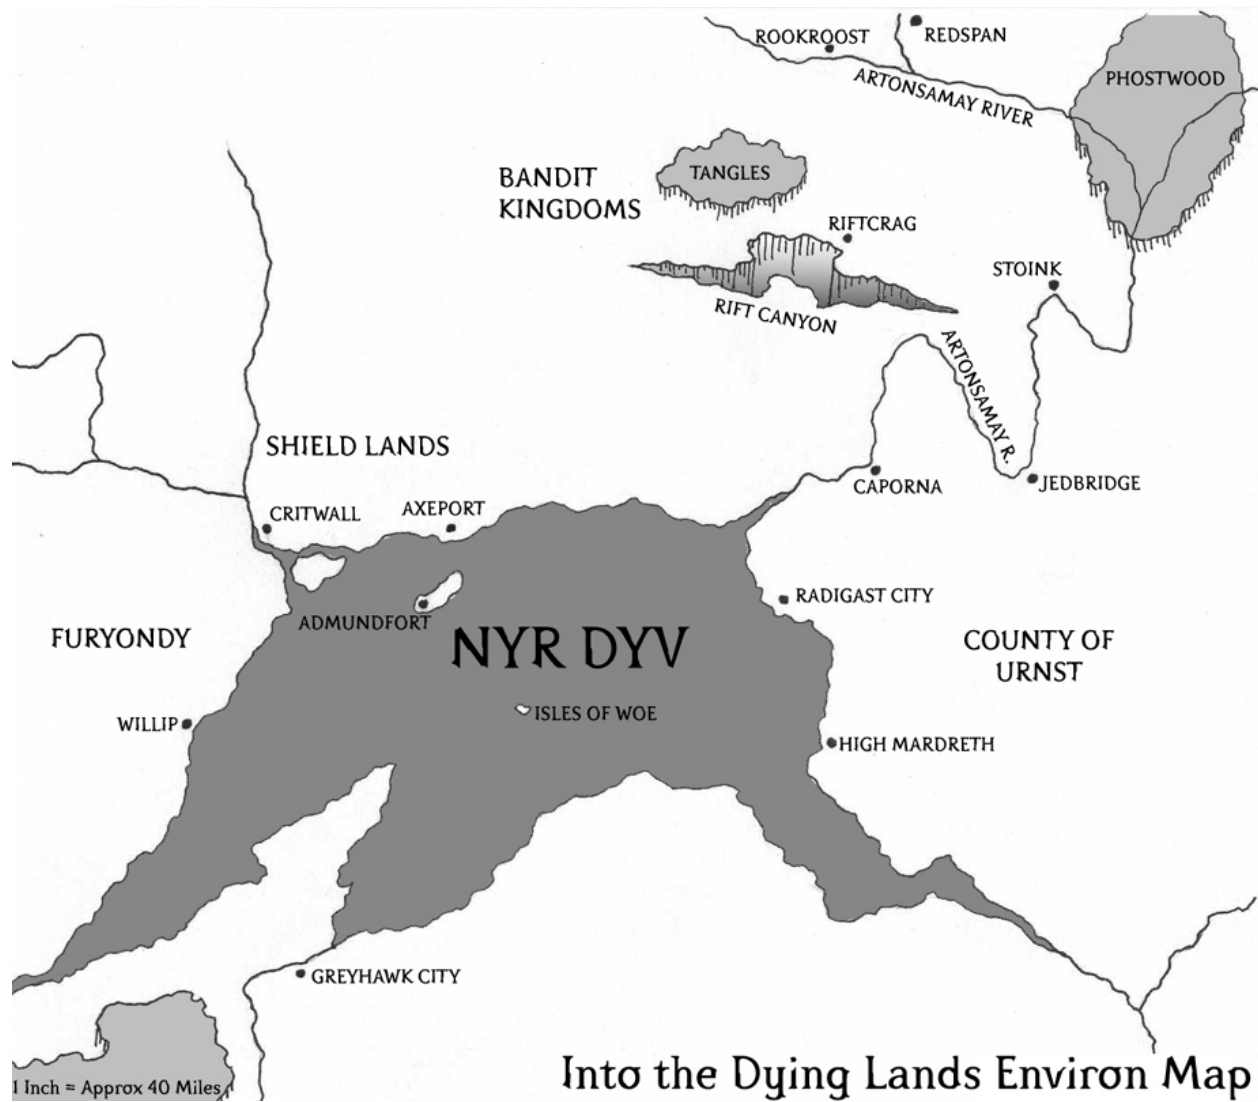 ROOKROOST
REDSPAN
ARTONSAMAY RIVER
PHOSTWOOD
BANDIT
KINGDOMS
TANGLES
RIFTCRAG
STOINK
RIFT CANYON
ARTONSAMAY R.
SHIELD LANDS
CAPORNA
JEDBRIDGE
CRITWALL
AXEPORT
RADIGAST CITY
ADMUNDFORT
FURYONDY
NYR DYV
COUNTY OF
URNST
ISLES OF WOE
WILLIP
HIGH MARDRETH
GREYHAWK CITY
1 Inch = Approx 40 Miles
Into the Dying Lands Environ Map